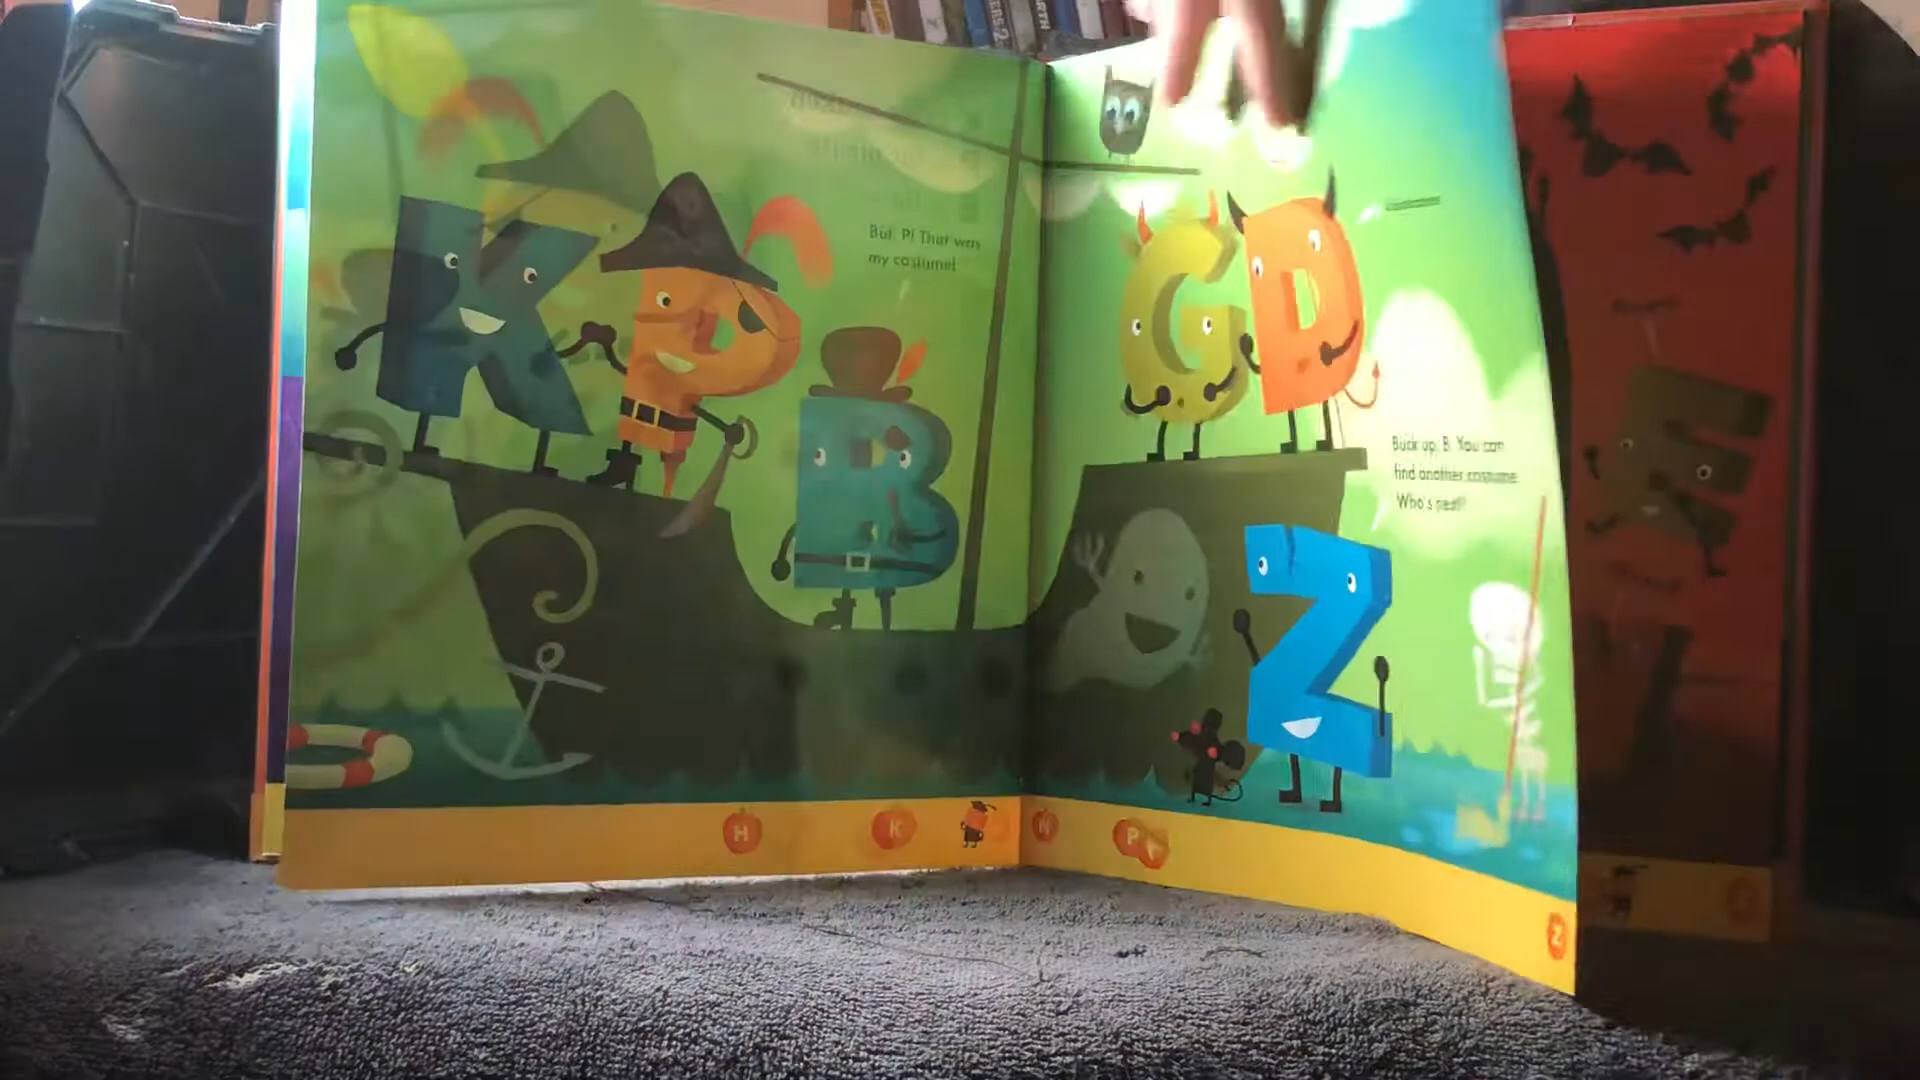 But, P! That was
my costume!
Buck up, B. You can
find another costume.
Who's next?
K
B
G
D
Z
H
K
N
P
Z